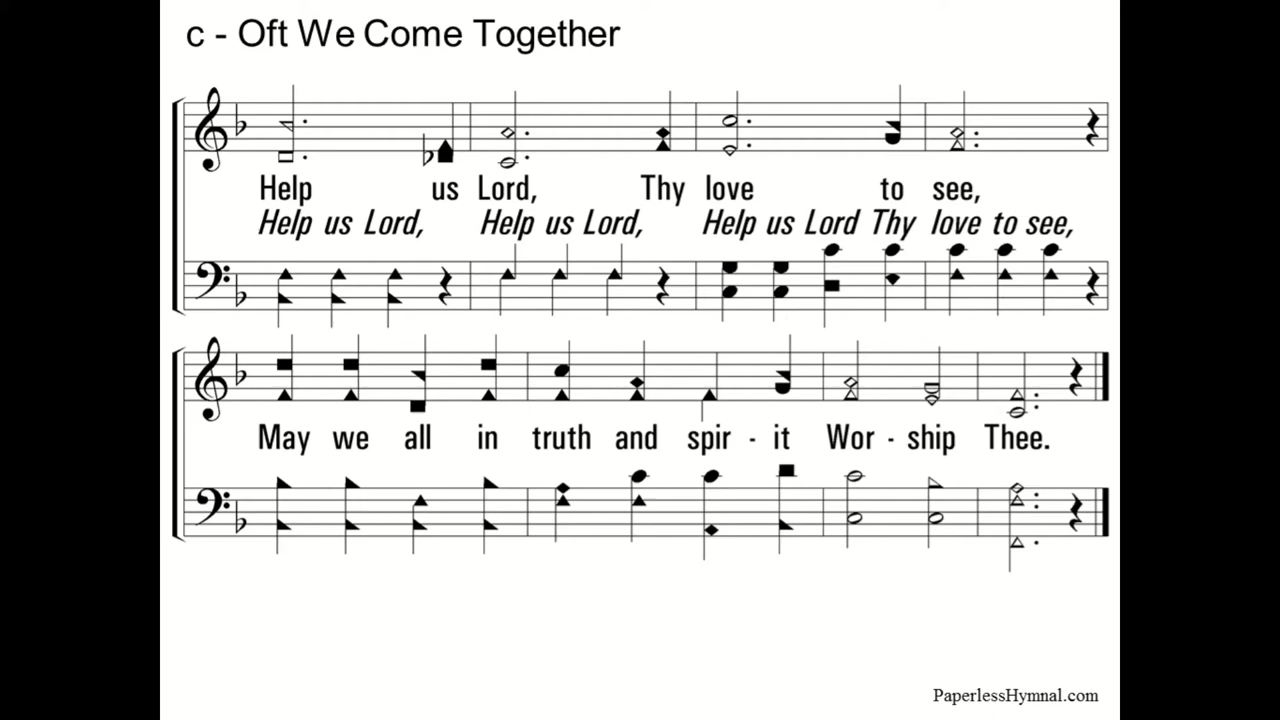 c - Oft We Come Together
Help us Lord, Thy love to see,
Help us Lord, Help us Lord, Help us Lord Thy love to see,
May we all in truth and spir - it Wor - ship Thee.
PaperlessHymnal.com